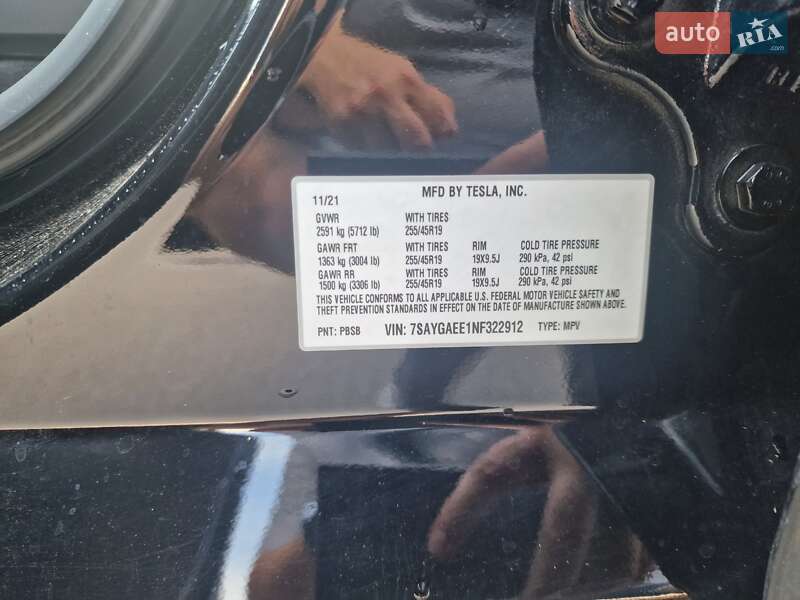 auto RIA.com
MFD BY TESLA, INC.
11/21
GVWR WITH TIRES
2591 kg (5712 lb) 255/45R19
GAWR FRT WITH TIRES RIM COLD TIRE PRESSURE
1363 kg (3004 lb) 255/45R19 19X9.5J 290 kPa, 42 psi
GAWR RR WITH TIRES RIM COLD TIRE PRESSURE
1500 kg (3306 lb) 255/45R19 19X9.5J 290 kPa, 42 psi
THIS VEHICLE CONFORMS TO ALL APPLICABLE U.S. FEDERAL MOTOR VEHICLE SAFETY AND
THEFT PREVENTION STANDARDS IN EFFECT ON THE DATE OF MANUFACTURE SHOWN ABOVE.
PNT: PBSB VIN: 7SAYGAEE1NF322912 TYPE: MPV